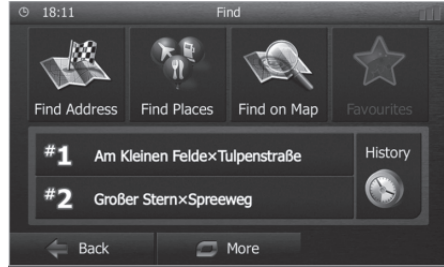 18:11 Find
Find Address Find Places Find on Map Favourites
#1 Am Kleinen Felde×Tulpenstraße History
#2 Großer Stern×Spreeweg
Back More